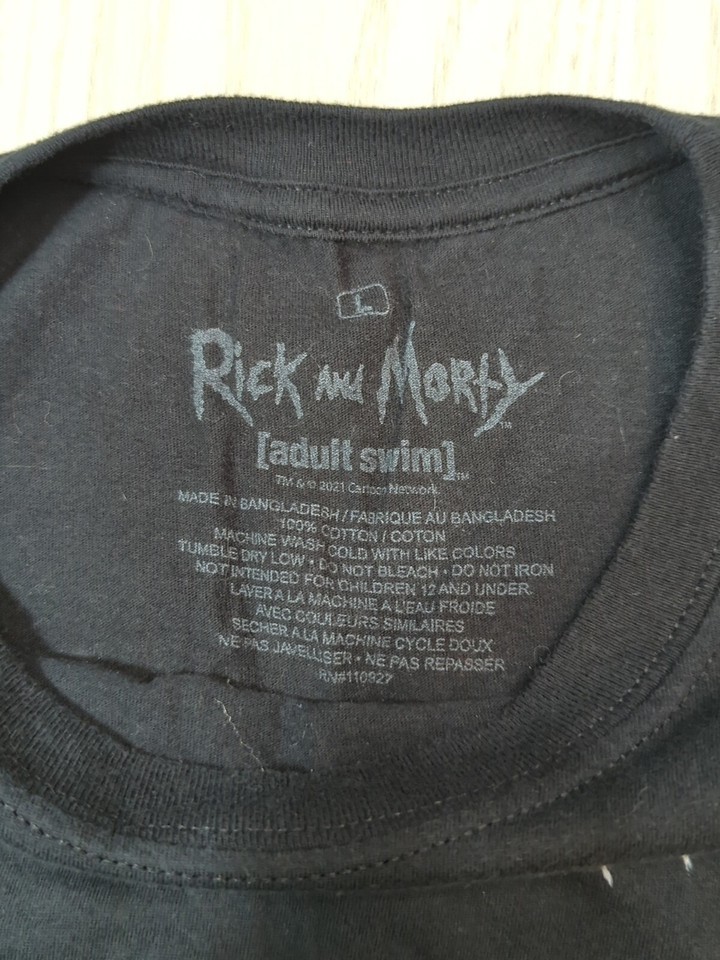 L
Rick and Morty™
[adult swim]™
TM & © 2021 Cartoon Network.
MADE IN BANGLADESH / FABRIQUE AU BANGLADESH
100% COTTON / COTON
MACHINE WASH COLD WITH LIKE COLORS
TUMBLE DRY LOW • DO NOT BLEACH • DO NOT IRON
NOT INTENDED FOR CHILDREN 12 AND UNDER.
LAVER A LA MACHINE A L'EAU FROIDE
AVEC COULEURS SIMILAIRES
SECHER A LA MACHINE CYCLE DOUX
NE PAS JAVELLISER • NE PAS REPASSER
RN#110927